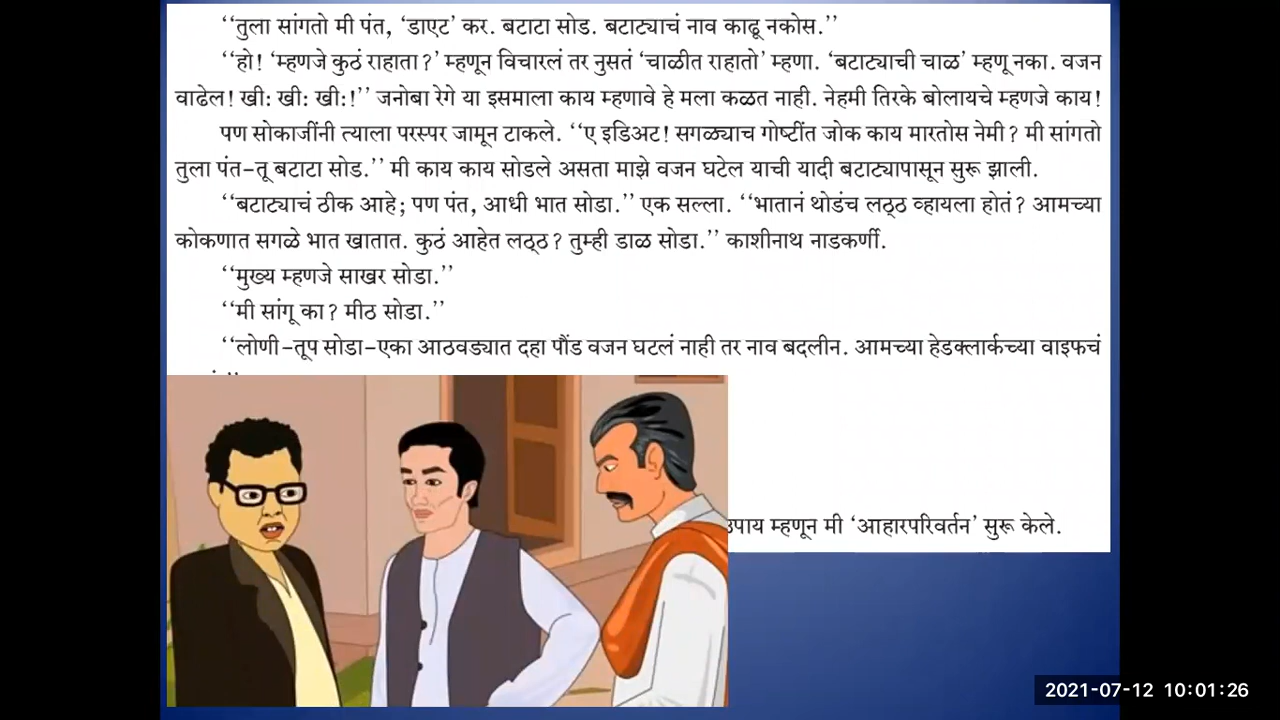 ‘‘तुला सांगतो मी पंत, ‘डाएट’ कर. बटाटा सोड. बटाट्याचं नाव काढू नकोस.’’
‘‘हो! ‘म्हणजे कुठं राहाता?’ म्हणून विचारलं तर नुसतं ‘चाळीत राहातो’ म्हणा. ‘बटाट्याची चाळ’ म्हणू नका. वजन
वाढेल! खी: खी: खी:!’’ जनोबा रेगे या इसमाला काय म्हणावे हे मला कळत नाही. नेहमी तिरके बोलायचे म्हणजे काय!
पण सोकाजींनी त्याला परस्पर जामून टाकले. ‘‘ए इडिअट! सगळ्याच गोष्टींत जोक काय मारतोस नेमी? मी सांगतो
तुला पंत-तू बटाटा सोड.’’ मी काय काय सोडले असता माझे वजन घटेल याची यादी बटाट्यापासून सुरू झाली.
‘‘बटाट्याचं ठीक आहे; पण पंत, आधी भात सोडा.’’ एक सल्ला. ‘‘भातानं थोडंच लठ्ठ व्हायला होतं? आमच्या
कोकणात सगळे भात खातात. कुठं आहेत लठ्ठ? तुम्ही डाळ सोडा.’’ काशीनाथ नाडकर्णी.
‘‘मुख्य म्हणजे साखर सोडा.’’
‘‘मी सांगू का? मीठ सोडा.’’
‘‘लोणी-तूप सोडा-एका आठवड्यात दहा पौंड वजन घटलं नाही तर नाव बदलीन. आमच्या हेडक्लार्कच्या वाइफचं
म्हणून मी ‘आहारपरिवर्तन’ सुरू केले.
2021-07-12 10:01:26